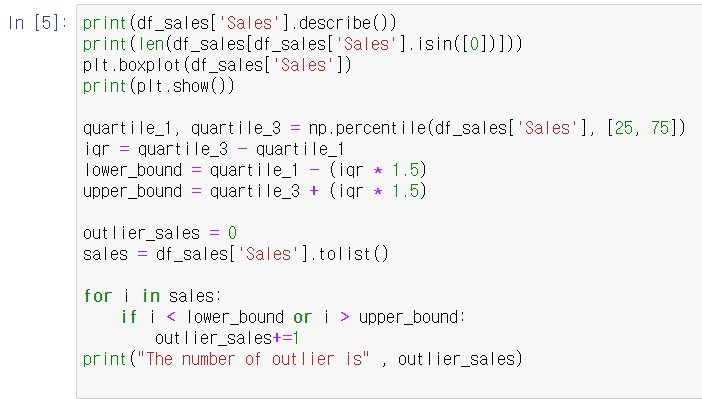 In [5]: print(df_sales['Sales'].describe())
print(len(df_sales[df_sales['Sales'].isin([0])]))
plt.boxplot(df_sales['Sales'])
print(plt.show())
quartile_1, quartile_3 = np.percentile(df_sales['Sales'], [25, 75])
iqr = quartile_3 - quartile_1
lower_bound = quartile_1 - (iqr * 1.5)
upper_bound = quartile_3 + (iqr * 1.5)
outlier_sales = 0
sales = df_sales['Sales'].tolist()
for i in sales:
    if i < lower_bound or i > upper_bound:
        outlier_sales+=1
print("The number of outlier is" , outlier_sales)